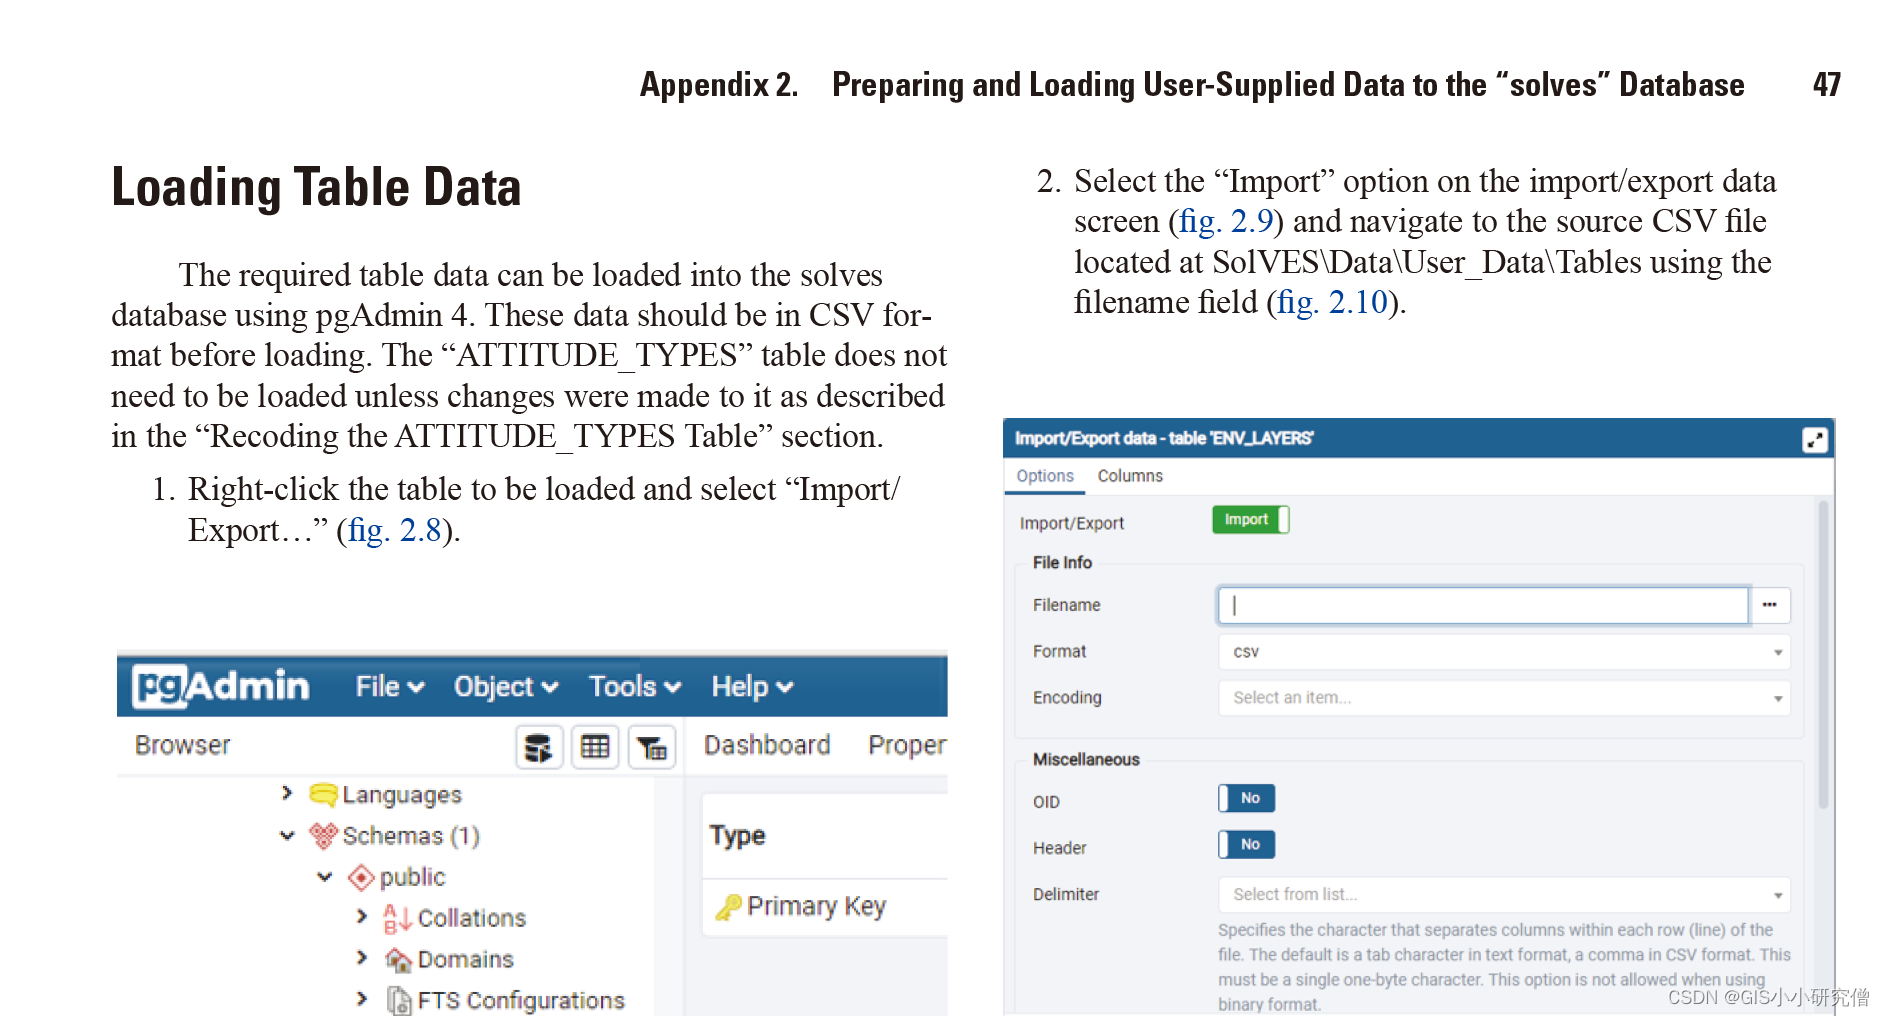 Appendix 2. Preparing and Loading User-Supplied Data to the “solves” Database 47
Loading Table Data
The required table data can be loaded into the solves
database using pgAdmin 4. These data should be in CSV for-
mat before loading. The “ATTITUDE_TYPES” table does not
need to be loaded unless changes were made to it as described
in the “Recoding the ATTITUDE_TYPES Table” section.
1. Right-click the table to be loaded and select “Import/
Export…” (fig. 2.8).
pgAdmin File Object Tools Help
Browser Dashboard Proper
Languages
Schemas (1)
public
Collations
Domains
FTS Configurations
Type
Primary Key
2. Select the “Import” option on the import/export data
screen (fig. 2.9) and navigate to the source CSV file
located at SolVES\Data\User_Data\Tables using the
filename field (fig. 2.10).
Import/Export data - table 'ENV_LAYERS'
Options Columns
Import/Export Import
File Info
Filename
Format csv
Encoding Select an item...
Miscellaneous
OID No
Header No
Delimiter Select from list...
Specifies the character that separates columns within each row (line) of the
file. The default is a tab character in text format, a comma in CSV format. This
must be a single one-byte character. This option is not allowed when using
binary format.
CSDN @GIS小小研究僧